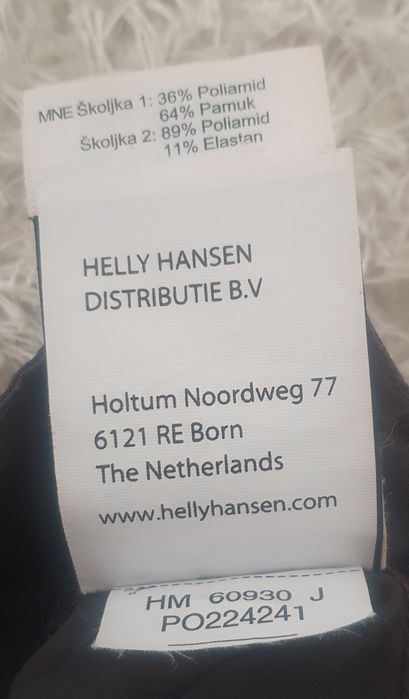 MNE Školjka 1: 36% Poliamid
64% Pamuk
Školjka 2: 89% Poliamid
11% Elastan
HELLY HANSEN
DISTRIBUTIE B.V
Holtum Noordweg 77
6121 RE Born
The Netherlands
www.hellyhansen.com
HM 60930 J
PO224241